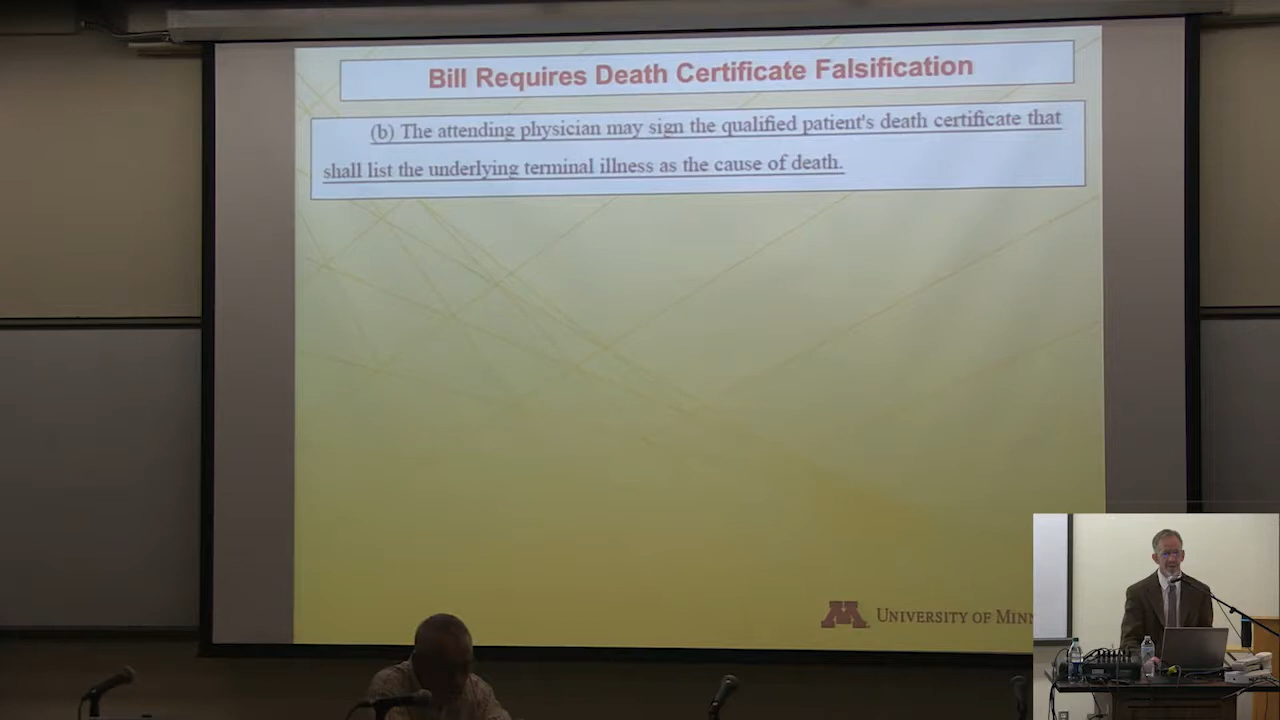 Bill Requires Death Certificate Falsification
(b) The attending physician may sign the qualified patient's death certificate that
shall list the underlying terminal illness as the cause of death.
M
UNIVERSITY OF MINN